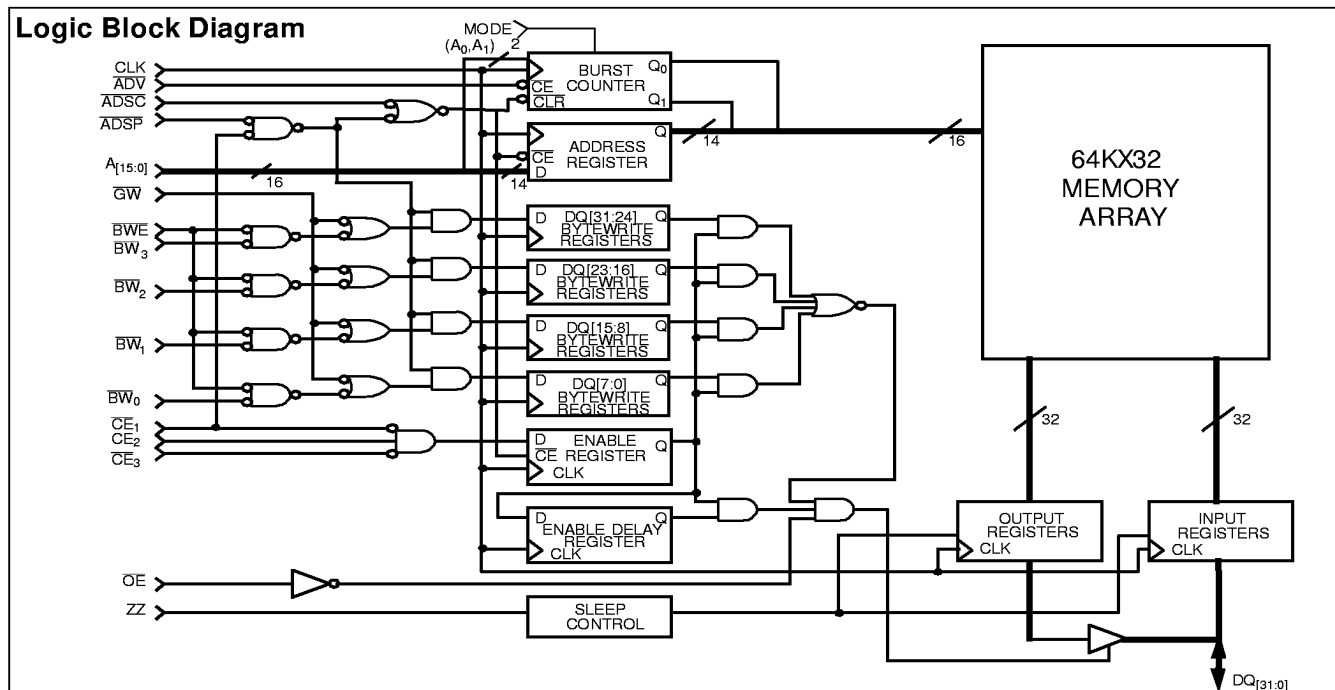 Logic Block Diagram
MODE
(A0,A1) 2
CLK
ADV
ADSC
ADSP
A[15:0]
16
GW
BWE
BW3
BW2
BW1
BW0
CE1
CE2
CE3
OE
ZZ
BURST
COUNTER
Q0
Q1
CE
CLR
ADDRESS
REGISTER
Q
CE
D
14
14
16
64KX32
MEMORY
ARRAY
D DQ[31:24] Q
BYTEWRITE
REGISTERS
D DQ[23:16] Q
BYTEWRITE
REGISTERS
D DQ[15:8] Q
BYTEWRITE
REGISTERS
D DQ[7:0] Q
BYTEWRITE
REGISTERS
D ENABLE Q
CE REGISTER
CLK
D ENABLE DELAY Q
REGISTER
CLK
SLEEP
CONTROL
32
32
OUTPUT
REGISTERS
CLK
INPUT
REGISTERS
CLK
DQ[31:0]